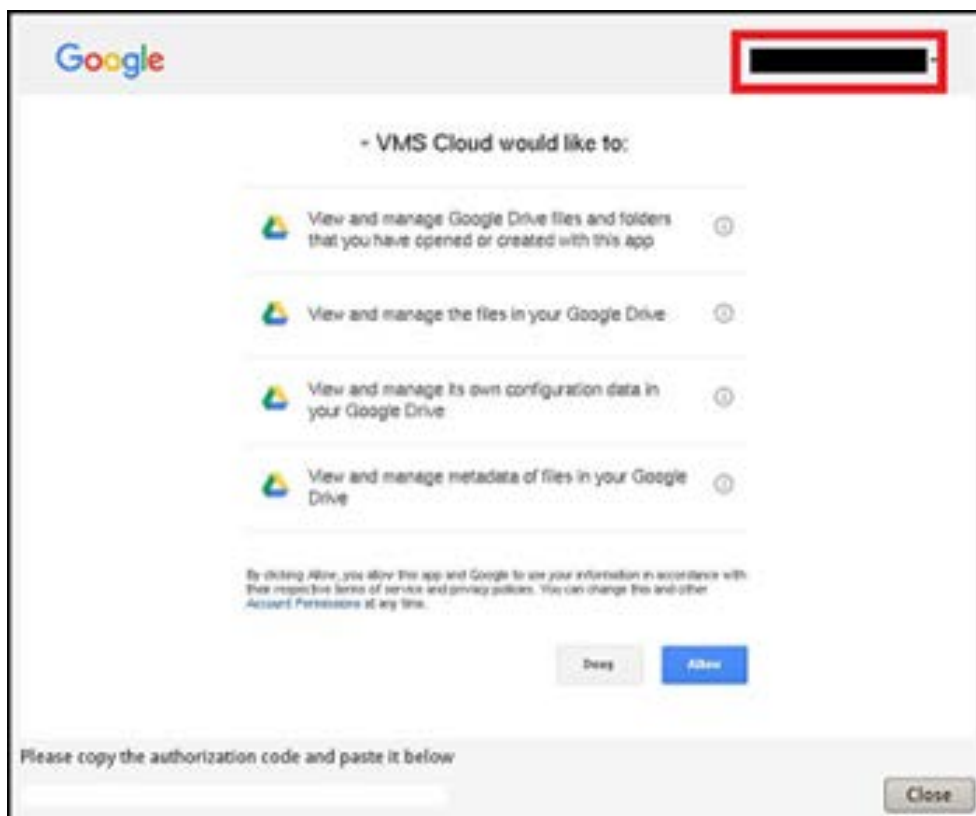 Google
- VMS Cloud would like to:
View and manage Google Drive files and folders
that you have opened or created with this app
View and manage the files in your Google Drive
View and manage its own configuration data in
your Google Drive
View and manage metadata of files in your Google
Drive
By clicking Allow, you allow this app and Google to use your information in accordance with
their respective terms of service and privacy policies. You can change this and other
Account Permissions at any time.
Deny
Allow
Please copy the authorization code and paste it below
Close